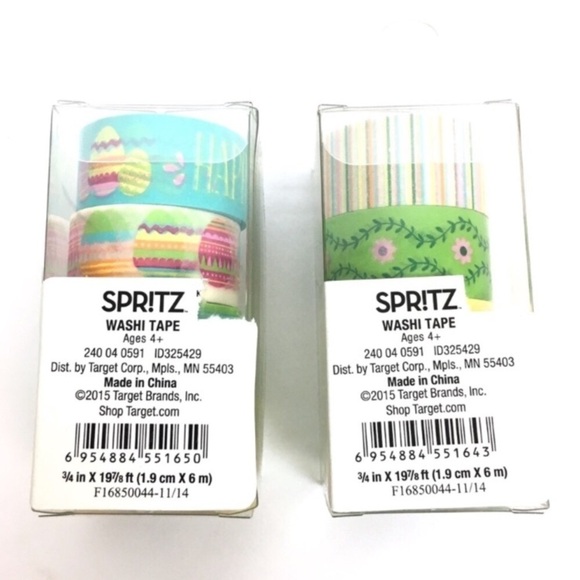 HAP
SPR!TZ™
WASHI TAPE
Ages 4+
240 04 0591 ID325429
Dist. by Target Corp., Mpls., MN 55403
Made in China
©2015 Target Brands, Inc.
Shop Target.com
6 954884 551650
3/4 in X 19 7/8 ft (1.9 cm X 6 m)
F16850044-11/14
SPR!TZ™
WASHI TAPE
Ages 4+
240 04 0591 ID325429
Dist. by Target Corp., Mpls., MN 55403
Made in China
©2015 Target Brands, Inc.
Shop Target.com
6 954884 551643
3/4 in X 19 7/8 ft (1.9 cm X 6 m)
F16850044-11/14